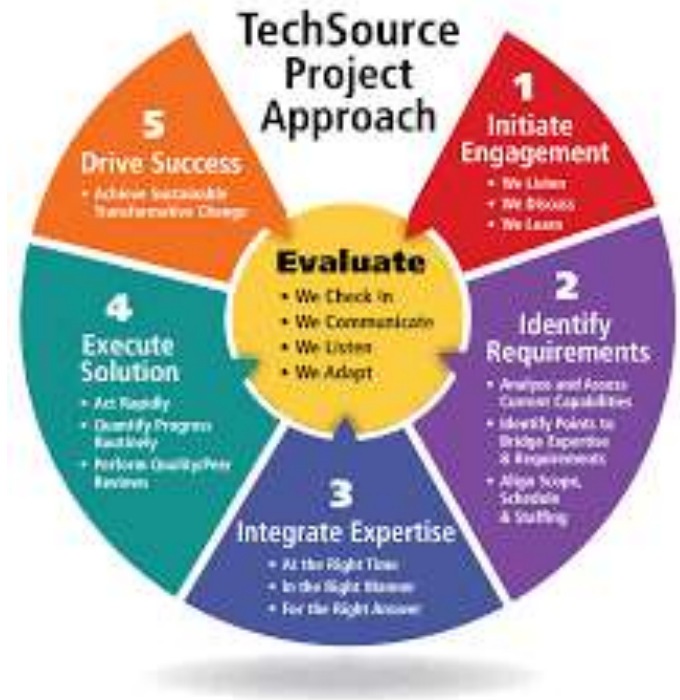 TechSource
Project
Approach
1
Initiate
Engagement
• We Listen
• We Discuss
• We Learn
2
Identify
Requirements
• Analyze and Assess
Current Capabilities
• Identify Points to
Bridge Expertise
& Requirements
• Align Scope,
Schedule
& Staffing
3
Integrate Expertise
• At the Right Time
• In the Right Manner
• For the Right Answer
4
Execute
Solution
• Act Rapidly
• Quantify Progress
Routinely
• Perform Quality/Peer
Reviews
5
Drive Success
• Achieve Sustainable
Transformative Change
Evaluate
• We Check In
• We Communicate
• We Listen
• We Adapt